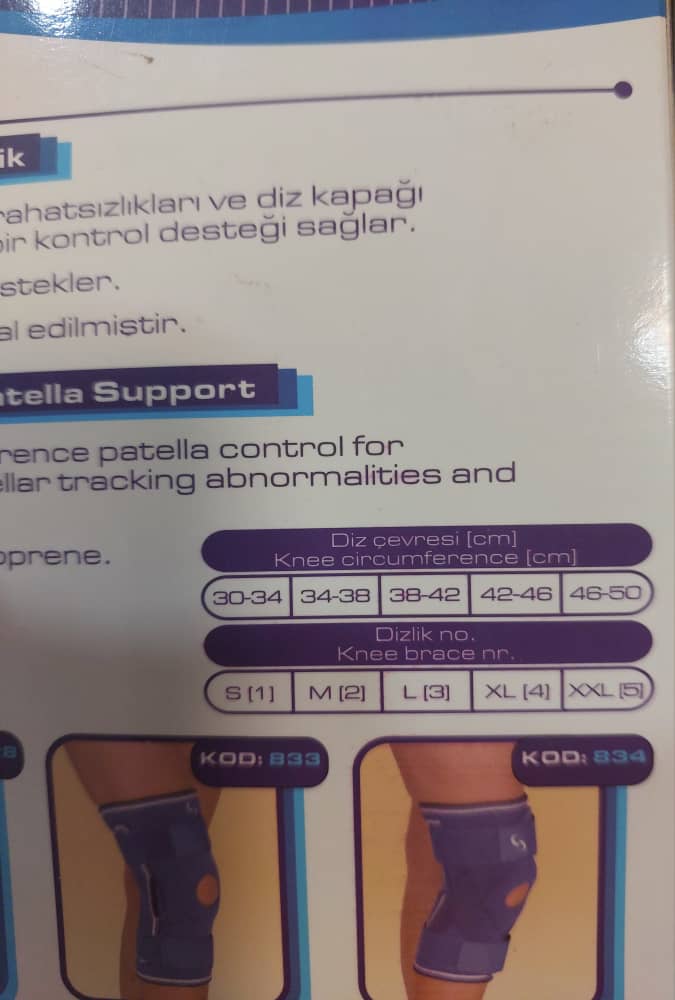 ik
rahatsızlıkları ve diz kapağı
bir kontrol desteği sağlar.
stekler.
al edilmiştir.
atella Support
rence patella control for
ellar tracking abnormalities and
oprene.
Diz çevresi [cm]
Knee circumference [cm]
30-34 34-38 38-42 42-46 46-50
Dizlik no.
Knee brace nr.
S [1] M [2] L [3] XL [4] XXL [5]
8 KOD: 833 KOD: 834